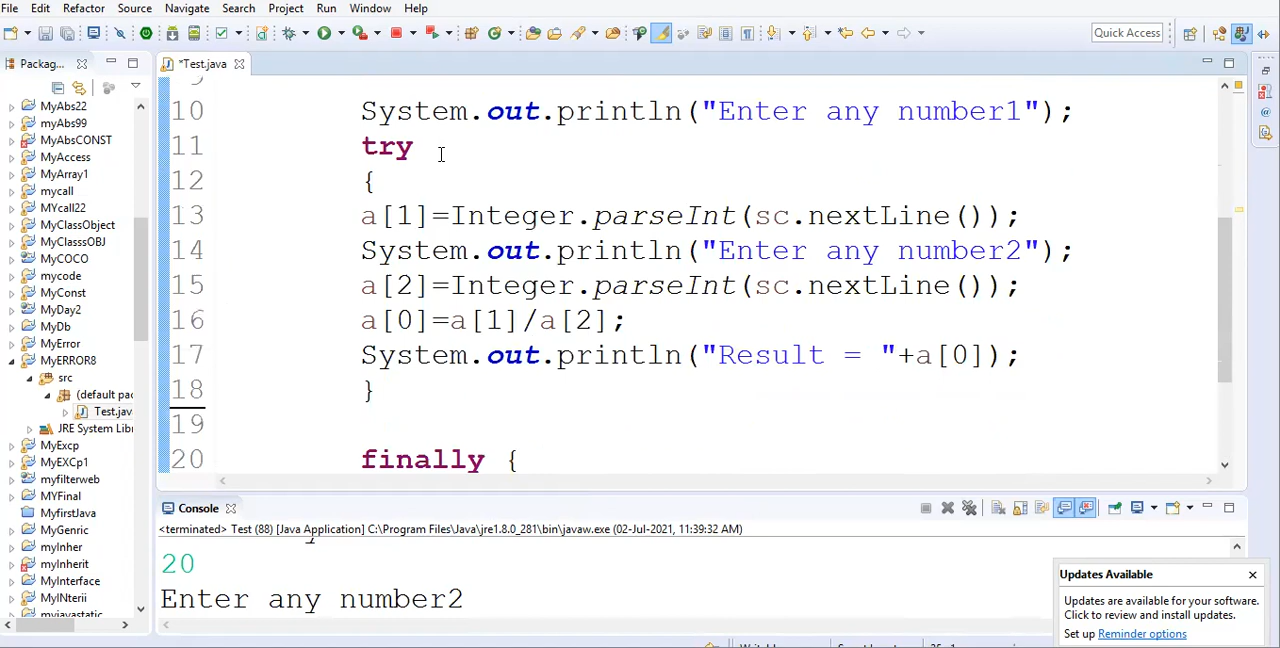 File Edit Refactor Source Navigate Search Project Run Window Help
Quick Access
Packag...
*Test.java
MyAbs22
myAbs99
MyAbsCONST
MyAccess
MyArray1
mycall
MYcall22
MyClassObject
MyClasssOBJ
MyCOCO
mycode
MyConst
MyDay2
MyDb
MyError
MyERROR8
src
(default pac
Test.java
JRE System Libr
MyExcp
MyEXCp1
myfilterweb
MYFinal
MyfirstJava
MyGenric
myInher
myInherit
MyInterface
MyINterii
myjavastatic
10 System.out.println("Enter any number1");
11 try
12 {
13 a[1]=Integer.parseInt(sc.nextLine());
14 System.out.println("Enter any number2");
15 a[2]=Integer.parseInt(sc.nextLine());
16 a[0]=a[1]/a[2];
17 System.out.println("Result = "+a[0]);
18 }
19
20 finally {
Console
<terminated> Test (88) [Java Application] C:\Program Files\Java\jre1.8.0_281\bin\javaw.exe (02-Jul-2021, 11:39:32 AM)
20
Enter any number2
Updates Available
Updates are available for your software.
Click to review and install updates.
Set up Reminder options